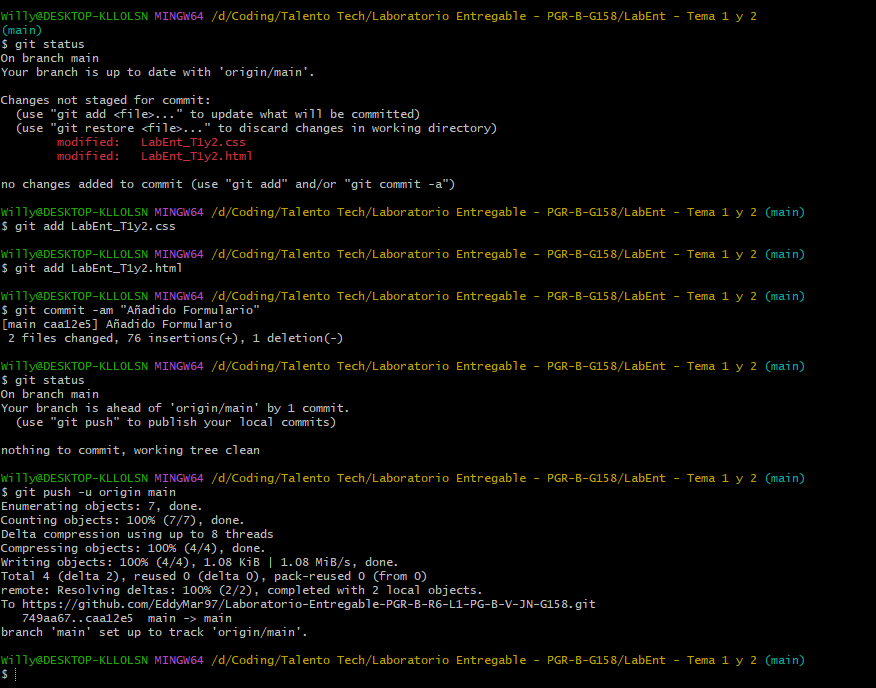 Willy@DESKTOP-KLLOLSN MINGW64 /d/Coding/Talento Tech/Laboratorio Entregable - PGR-B-G158/LabEnt - Tema 1 y 2
(main)
$ git status
On branch main
Your branch is up to date with 'origin/main'.

Changes not staged for commit:
  (use "git add <file>..." to update what will be committed)
  (use "git restore <file>..." to discard changes in working directory)
        modified:   LabEnt_T1y2.css
        modified:   LabEnt_T1y2.html

no changes added to commit (use "git add" and/or "git commit -a")

Willy@DESKTOP-KLLOLSN MINGW64 /d/Coding/Talento Tech/Laboratorio Entregable - PGR-B-G158/LabEnt - Tema 1 y 2 (main)
$ git add LabEnt_T1y2.css

Willy@DESKTOP-KLLOLSN MINGW64 /d/Coding/Talento Tech/Laboratorio Entregable - PGR-B-G158/LabEnt - Tema 1 y 2 (main)
$ git add LabEnt_T1y2.html

Willy@DESKTOP-KLLOLSN MINGW64 /d/Coding/Talento Tech/Laboratorio Entregable - PGR-B-G158/LabEnt - Tema 1 y 2 (main)
$ git commit -am "Añadido Formulario"
[main caa12e5] Añadido Formulario
 2 files changed, 76 insertions(+), 1 deletion(-)

Willy@DESKTOP-KLLOLSN MINGW64 /d/Coding/Talento Tech/Laboratorio Entregable - PGR-B-G158/LabEnt - Tema 1 y 2 (main)
$ git status
On branch main
Your branch is ahead of 'origin/main' by 1 commit.
  (use "git push" to publish your local commits)

nothing to commit, working tree clean

Willy@DESKTOP-KLLOLSN MINGW64 /d/Coding/Talento Tech/Laboratorio Entregable - PGR-B-G158/LabEnt - Tema 1 y 2 (main)
$ git push -u origin main
Enumerating objects: 7, done.
Counting objects: 100% (7/7), done.
Delta compression using up to 8 threads
Compressing objects: 100% (4/4), done.
Writing objects: 100% (4/4), 1.08 KiB | 1.08 MiB/s, done.
Total 4 (delta 2), reused 0 (delta 0), pack-reused 0 (from 0)
remote: Resolving deltas: 100% (2/2), completed with 2 local objects.
To https://github.com/EddyMar97/Laboratorio-Entregable-PGR-B-R6-L1-PG-B-V-JN-G158.git
   749aa67..caa12e5  main -> main
branch 'main' set up to track 'origin/main'.

Willy@DESKTOP-KLLOLSN MINGW64 /d/Coding/Talento Tech/Laboratorio Entregable - PGR-B-G158/LabEnt - Tema 1 y 2 (main)
$